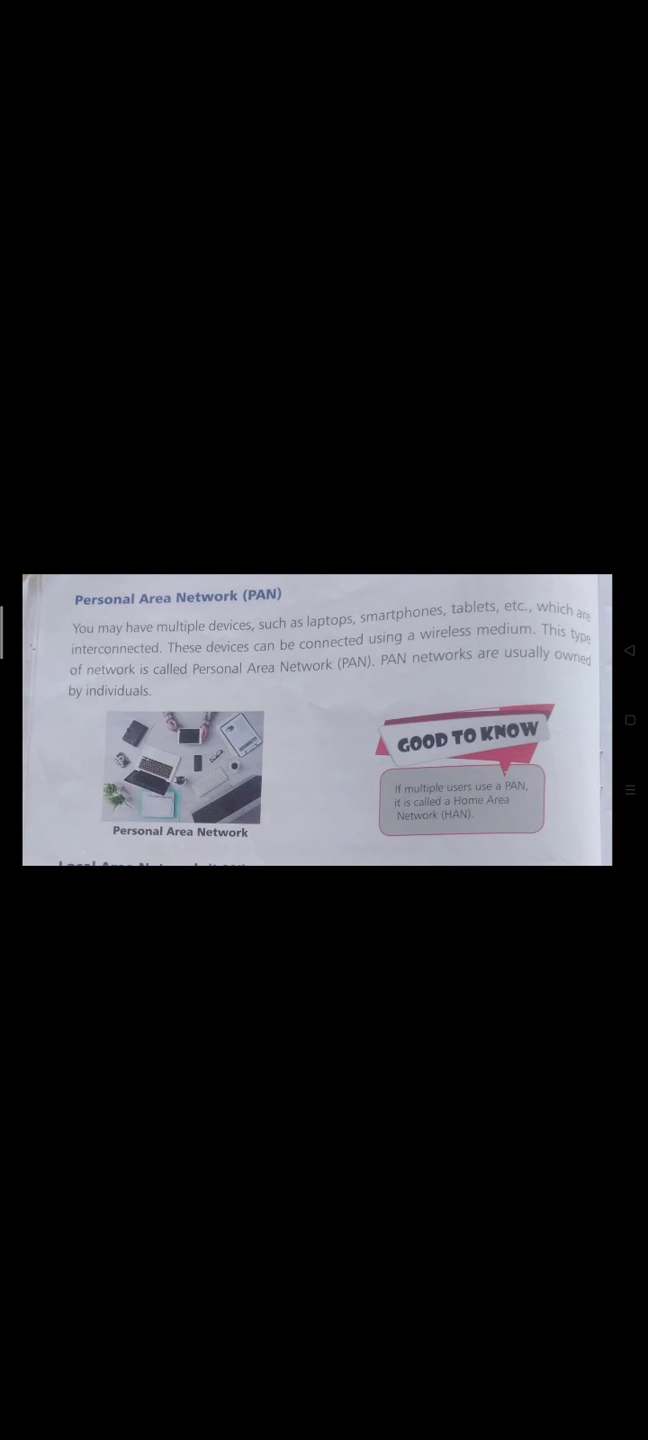 Personal Area Network (PAN)
You may have multiple devices, such as laptops, smartphones, tablets, etc., which are
interconnected. These devices can be connected using a wireless medium. This type
of network is called Personal Area Network (PAN). PAN networks are usually owned
by individuals.
GOOD TO KNOW
If multiple users use a PAN,
it is called a Home Area
Network (HAN).
Personal Area Network